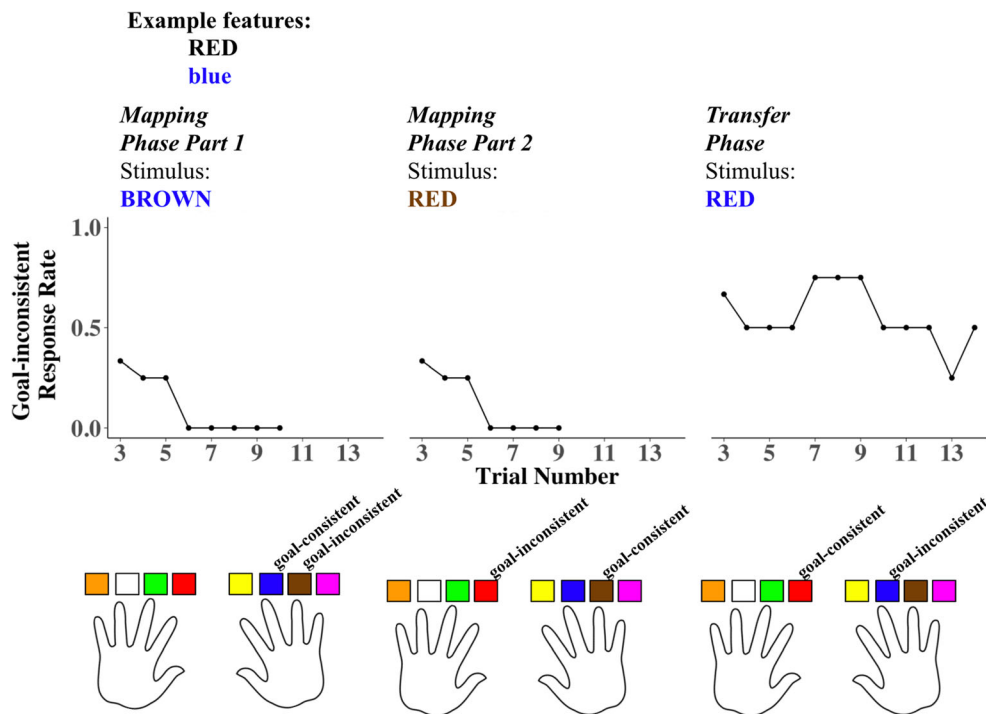 Example features:
RED
blue
Mapping
Phase Part 1
Stimulus:
BROWN
Mapping
Phase Part 2
Stimulus:
RED
Transfer
Phase
Stimulus:
RED
Goal-inconsistent
Response Rate
1.0
0.5
0.0
3 5 7 9 11 13
3 5 7 9 11 13
3 5 7 9 11 13
Trial Number
goal-consistent
goal-inconsistent
goal-inconsistent
goal-consistent
goal-consistent
goal-inconsistent